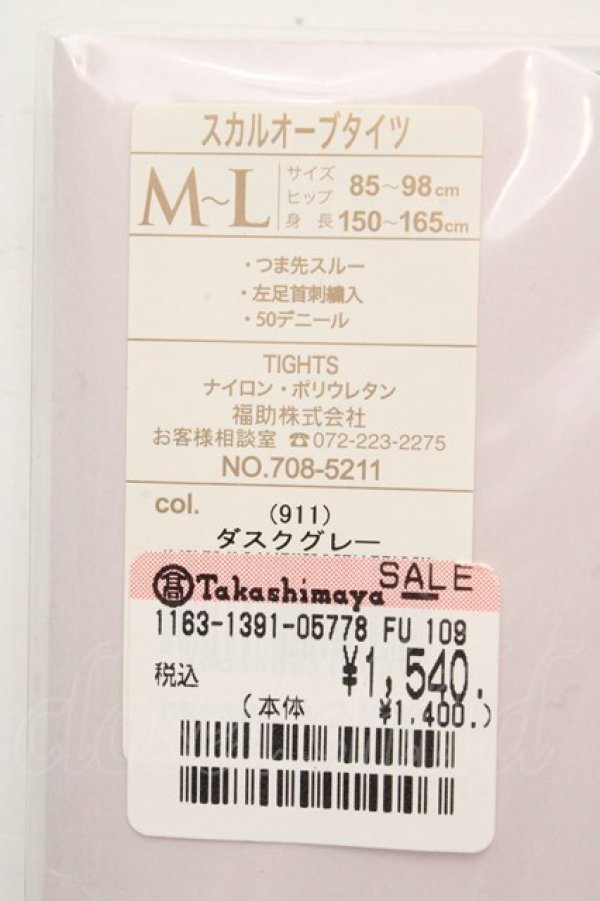 スカルオーブタイツ
M~L
サイズ
ヒップ 85~98cm
身長 150~165cm
・つま先スルー
・左足首刺繍入
・50デニール
TIGHTS
ナイロン・ポリウレタン
福助株式会社
お客様相談室 ☎072-223-2275
NO.708-5211
col. (911)
ダスクグレー
髙 Takashimaya SALE
1163-1391-05778 FU 109
税込 ¥1,540.
(本体 ¥1,400.)